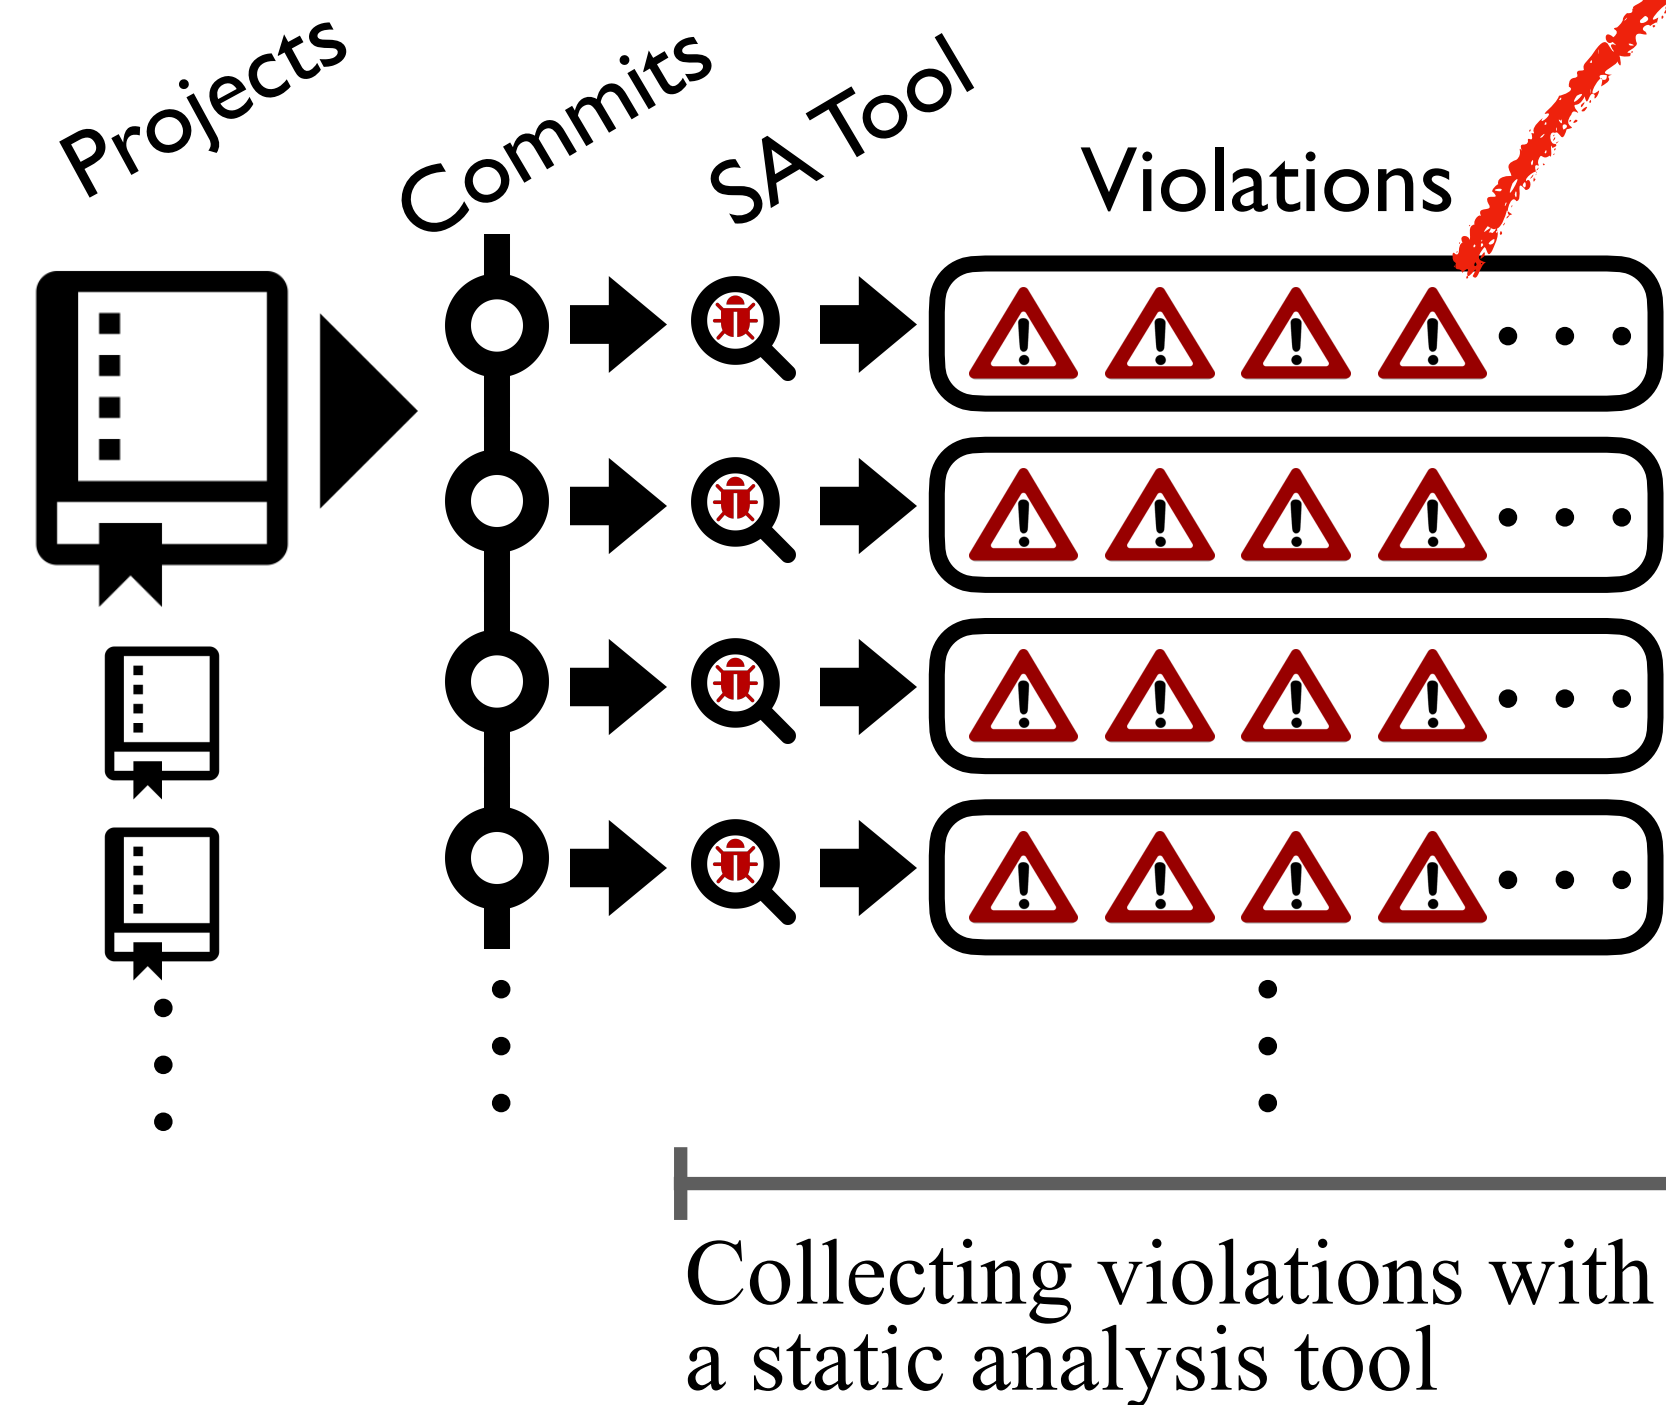 Projects
Commits
SA Tool
Violations
Collecting violations with
a static analysis tool